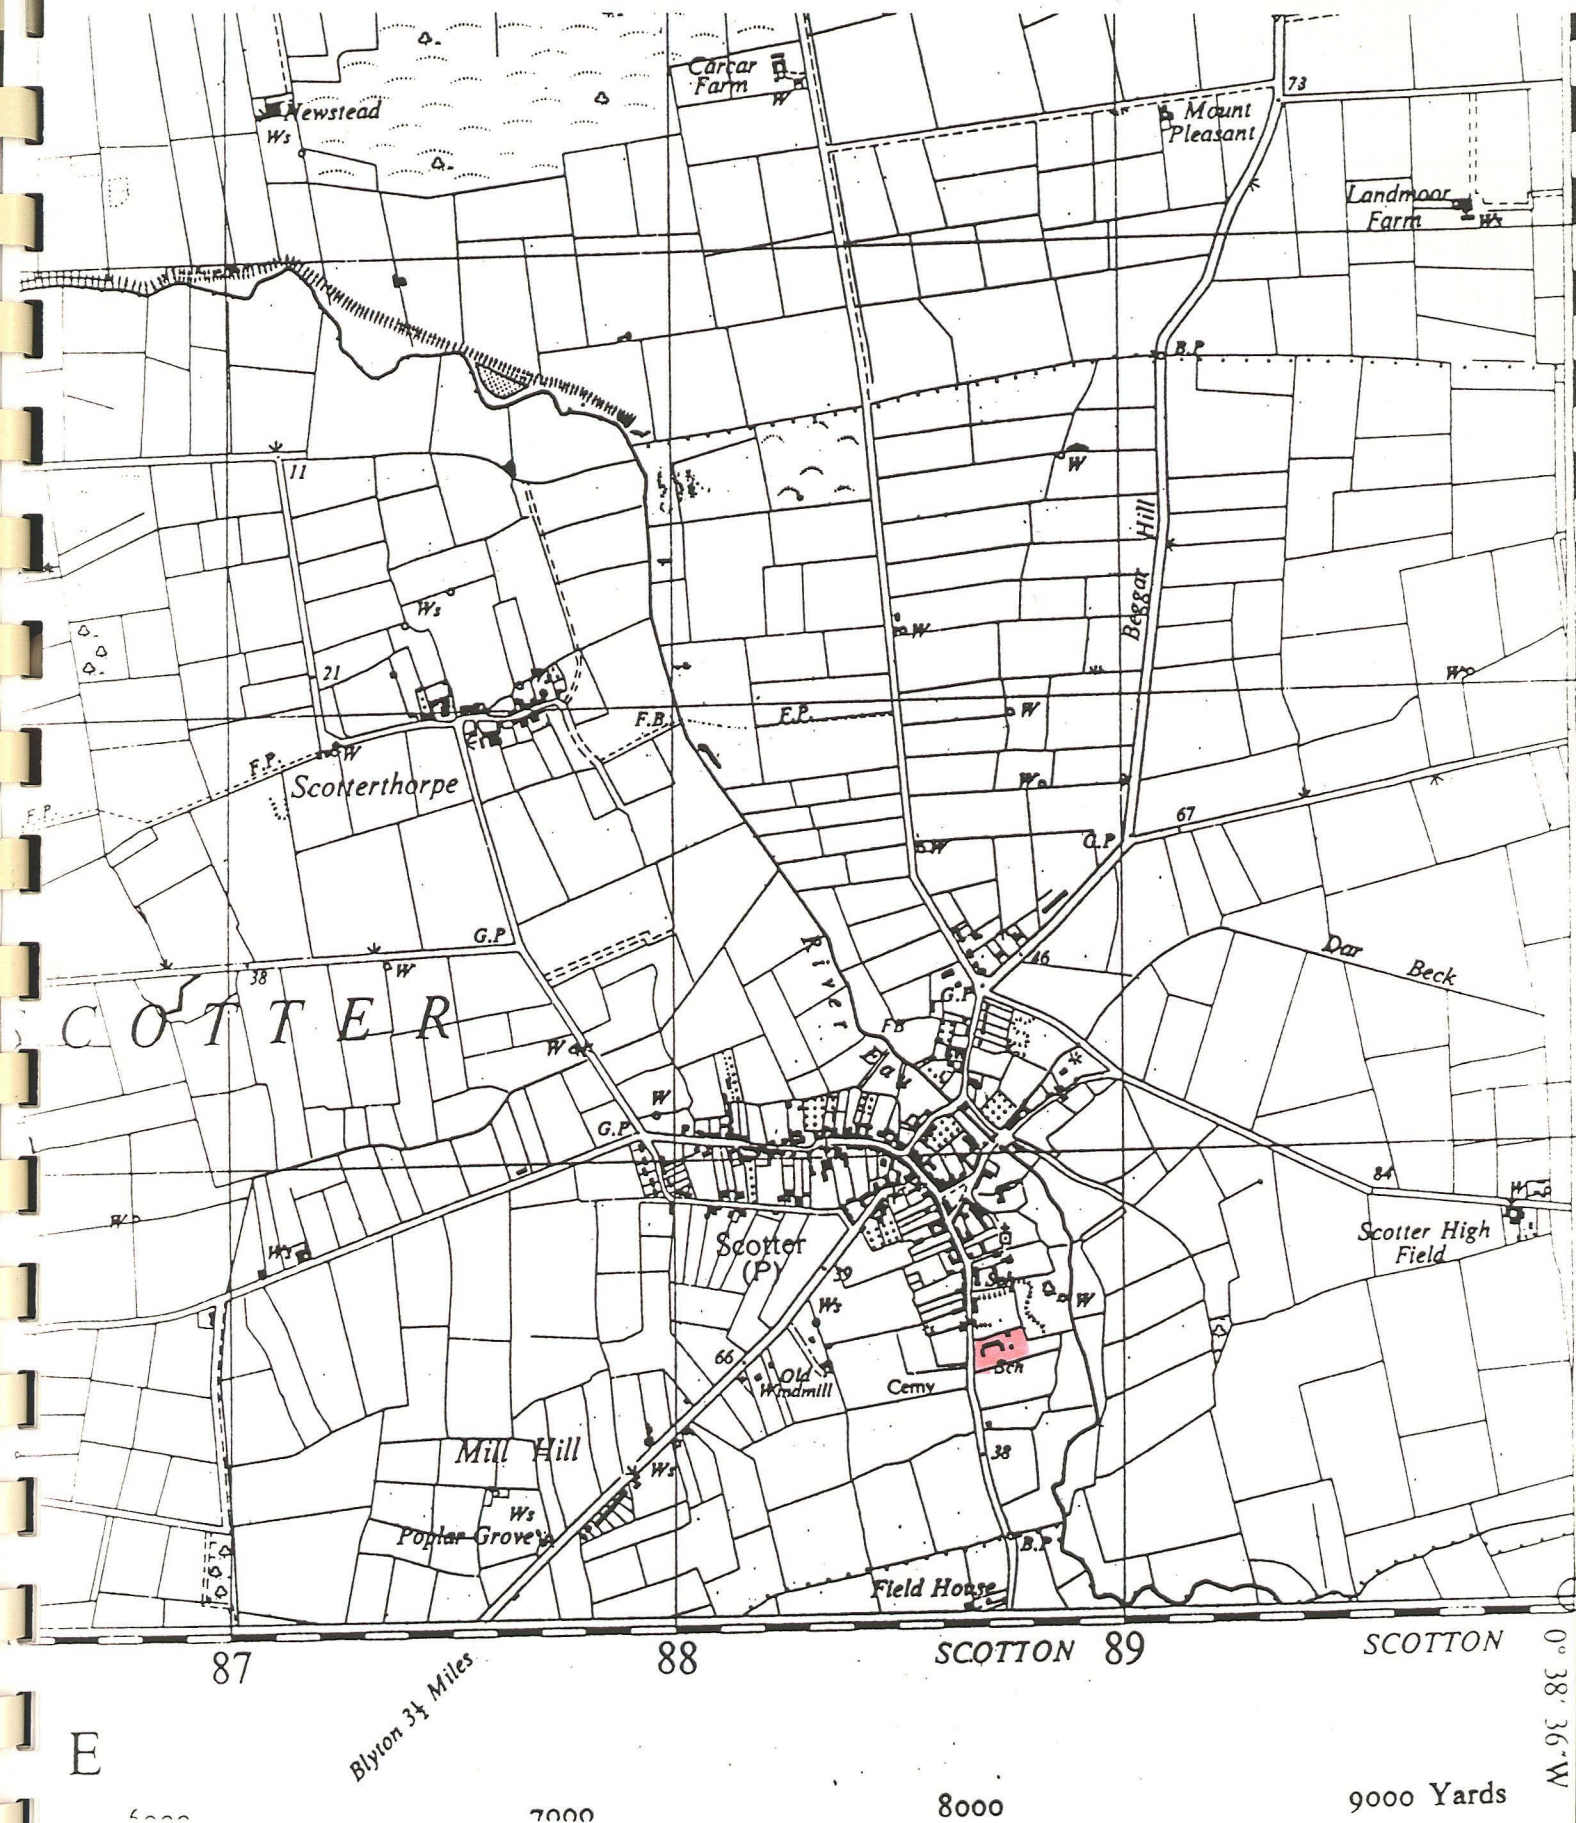 Carcar
Farm
W
73
Newstead
Ws
Mount
Pleasant
Landmoor
Farm
Ws
B.P
W
11
Beggar Hill
Ws
W
21
W
W
F.B.
F.P.
W
F.P.
W
Scotterthorpe
W
F.P.
67
G.P
W
G.P
River Eau
46
Dar Beck
38
W
G.P
COTTER
FB
W
W
G.P
84
W
W
Scotter High
Field
Ws
Scotter
(P)
39
Sch
W
Ws
66
Old
Windmill
Sch
Cemy
Mill Hill
38
Ws
Ws
Poplar Grove
B.P
Field House
87
88
SCOTTON
89
SCOTTON
0° 38' 36" W
Blyton 3½ Miles
E
6000
7000
8000
9000 Yards